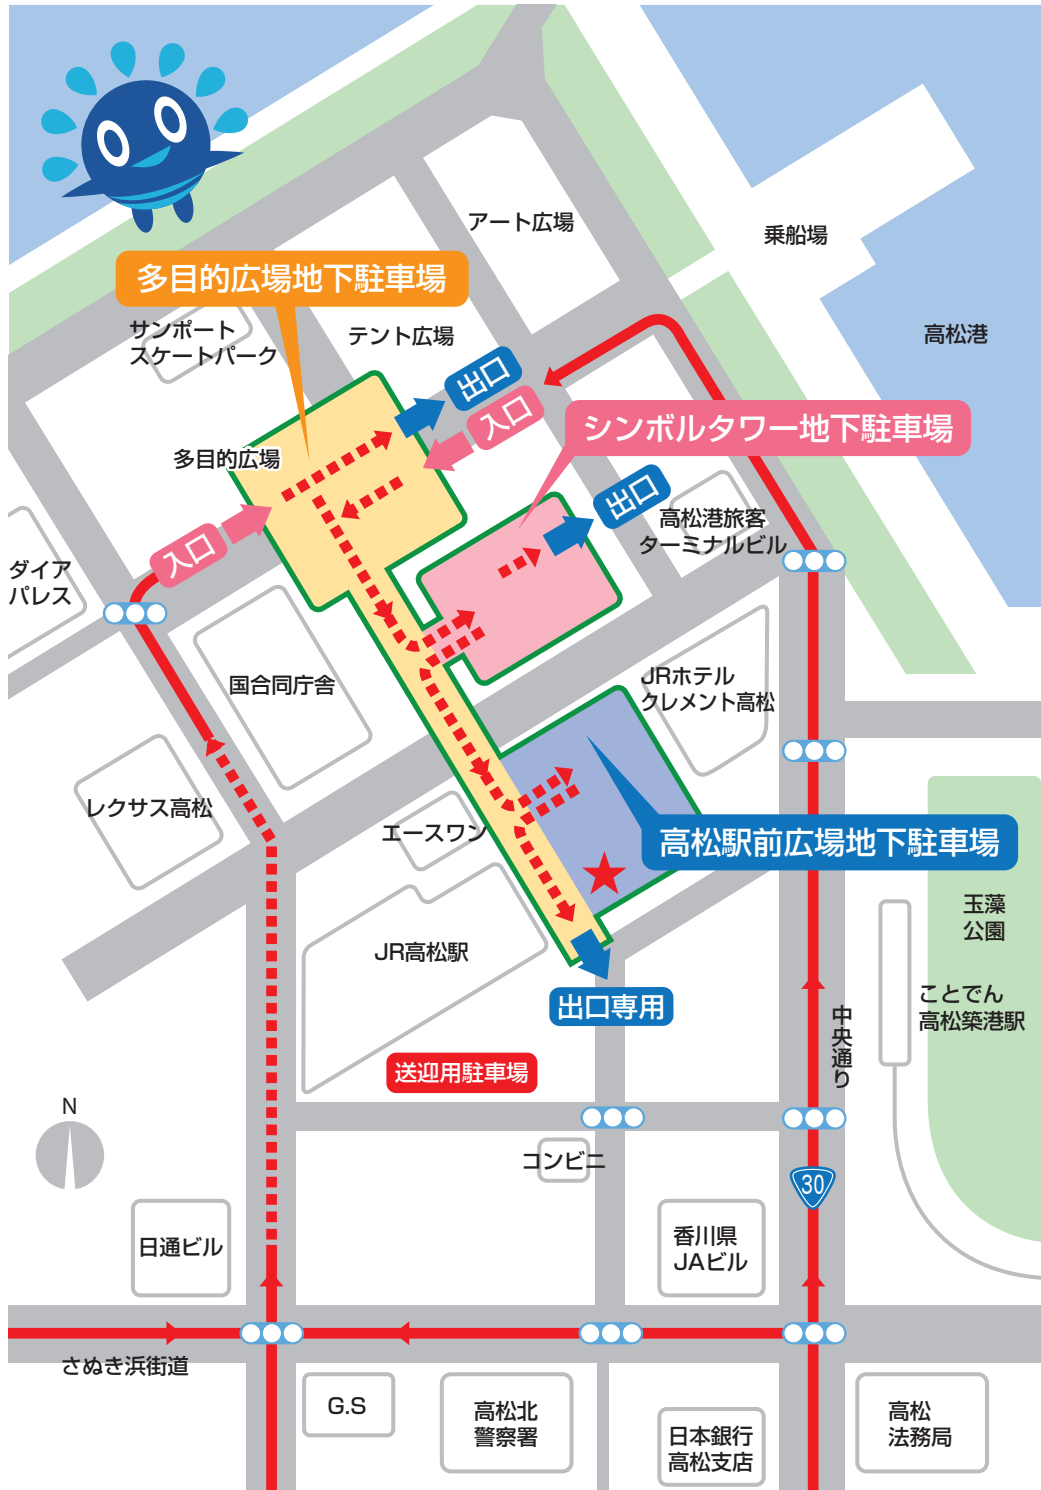 アート広場
乗船場
多目的広場地下駐車場
サンポート
スケートパーク
テント広場
高松港
出口
入口
シンボルタワー地下駐車場
多目的広場
出口
高松港旅客
ターミナルビル
入口
ダイア
パレス
国合同庁舎
JRホテル
クレメント高松
レクサス高松
エースワン
高松駅前広場地下駐車場
玉藻
公園
JR高松駅
出口専用
ことでん
高松築港駅
中央通り
送迎用駐車場
N
コンビニ
30
日通ビル
香川県
JAビル
さぬき浜街道
G.S
高松北
警察署
日本銀行
高松支店
高松
法務局